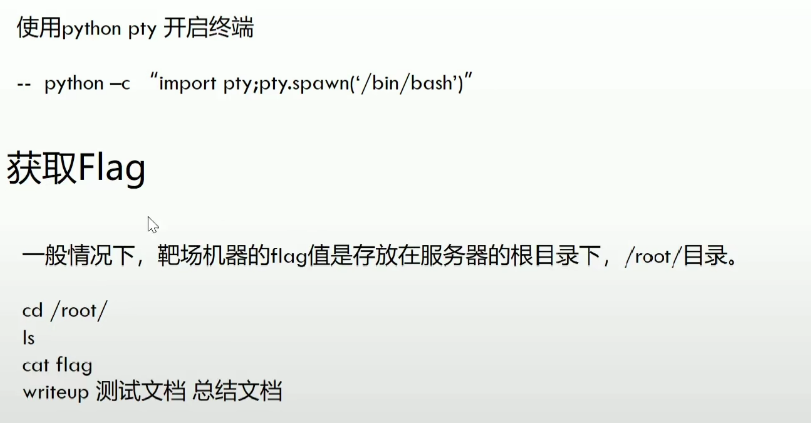 使用python pty 开启终端
-- python –c “import pty;pty.spawn(‘/bin/bash’)”
获取Flag
一般情况下，靶场机器的flag值是存放在服务器的根目录下，/root/目录。
cd /root/
ls
cat flag
writeup 测试文档 总结文档